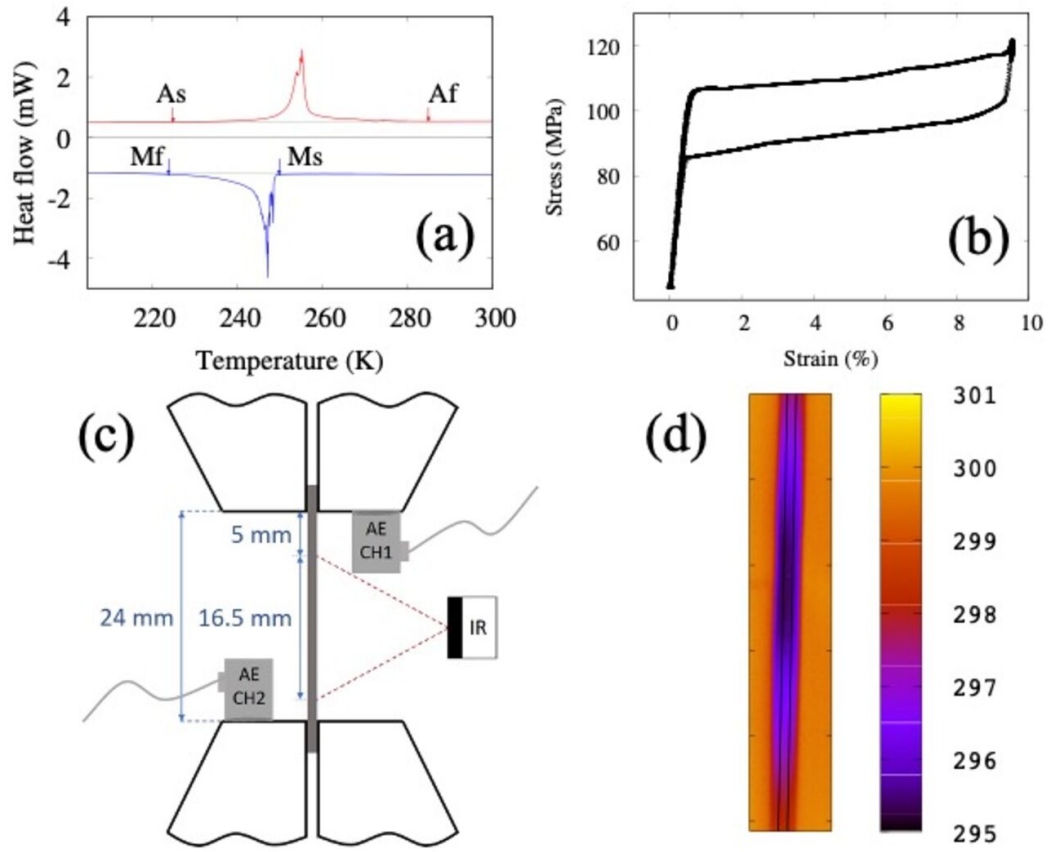 4
2
0
-2
-4
Heat flow (mW)
As
Af
Mf
Ms
(a)
220
240
260
280
300
Temperature (K)
120
100
80
60
Stress (MPa)
(b)
0
2
4
6
8
10
Strain (%)
(c)
5 mm
AE
CH1
24 mm
16.5 mm
IR
AE
CH2
(d)
301
300
299
298
297
296
295